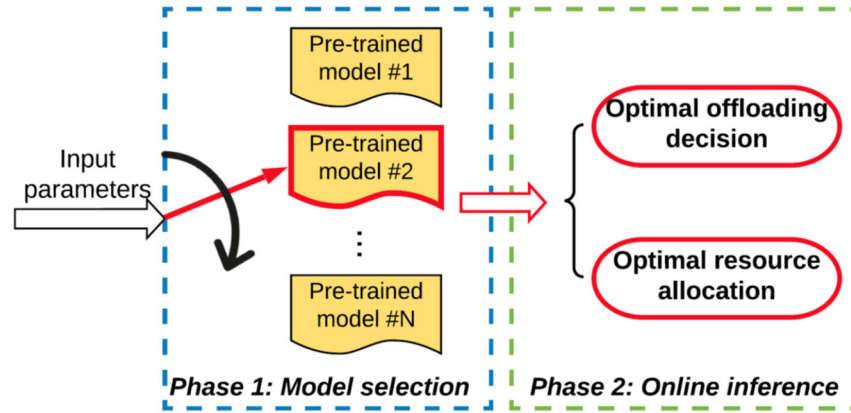 Input
parameters
Pre-trained
model #1
Pre-trained
model #2
⋮
Pre-trained
model #N
Phase 1: Model selection
Optimal offloading
decision
Optimal resource
allocation
Phase 2: Online inference